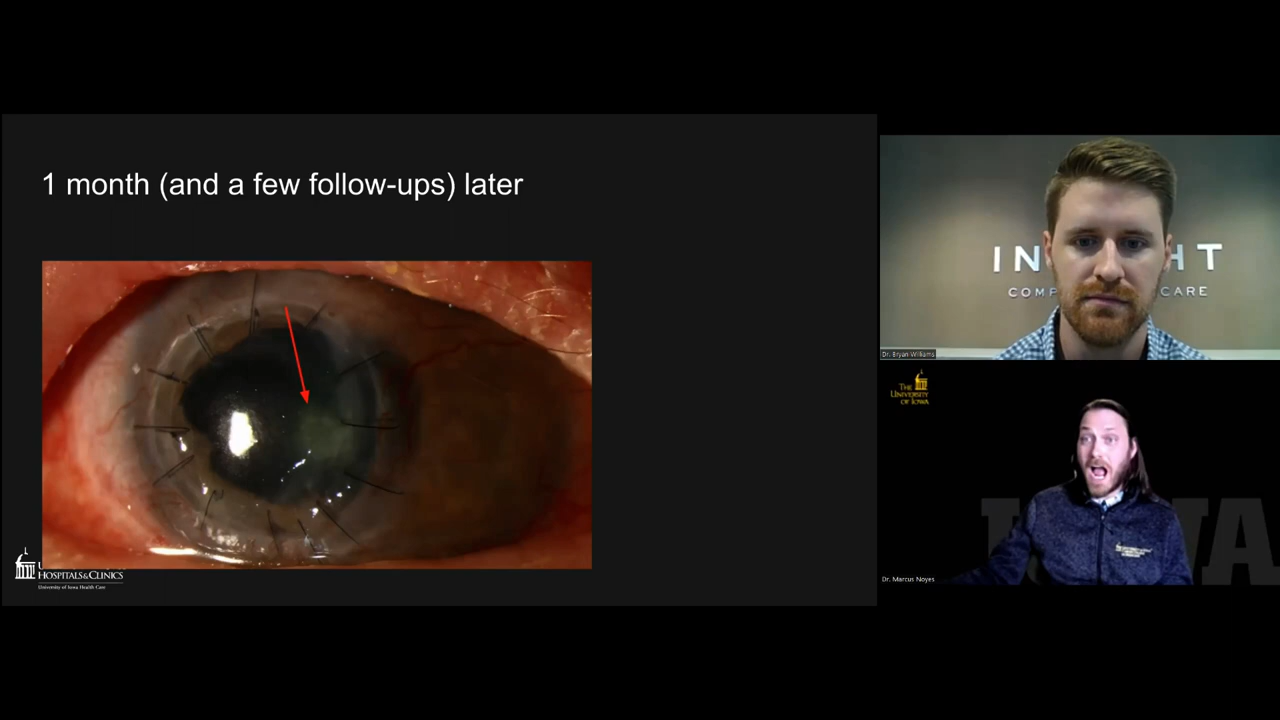 1 month (and a few follow-ups) later
HOSPITALS&CLINICS
University of Iowa Health Care
IN HT
COMP CARE
Dr. Bryan Williams
THE
UNIVERSITY
OF IOWA
Dr. Marcus Noyes